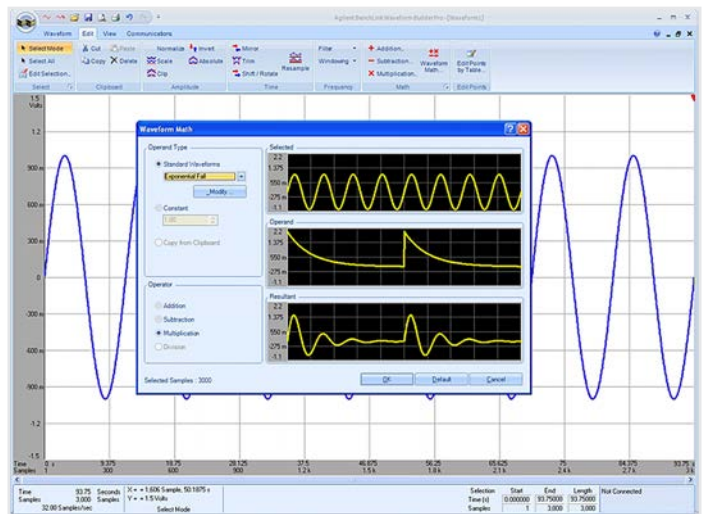 Agilent BenchLink Waveform Builder Pro - [Waveform1]
Waveform Edit View Communications
Select Mode Cut Paste Normalize Invert Mirror Filter Addition...
Select All Copy Delete Scale Absolute Trim Resample Windowing Subtraction... Waveform Math... Edit Points by Table...
Edit Selection... Clip Shift / Rotate Multiplication...
Select Clipboard Amplitude Time Frequency Math Edit Points
1.5
Volts
1.2
900 m
600 m
300 m
0
-300 m
-600 m
-900 m
-1.2
-1.5
Waveform Math
Operand Type
Standard Waveforms
Exponential Fall
Modify...
Constant
1.00
Copy from Clipboard
Operator
Addition
Subtraction
Multiplication
Division
Selected Samples : 3000
Selected
2.2
1.375
550 m
-275 m
-1.1
Operand
2.2
1.375
550 m
-275 m
-1.1
Resultant
2.2
1.375
550 m
-275 m
-1.1
OK Default Cancel
Time 0 s 9.375 18.75 28.125 37.5 46.875 56.25 65.625 75 84.375 93.75 s
Samples 1 300 600 900 1.2 k 1.5 k 1.8 k 2.1 k 2.4 k 2.7 k 3 k
Time 93.75 Seconds X = + 1.606 Sample, 50.1875 s Selection Start End Length Not Connected
Samples 3,000 Samples Y = + 1.5 Volts Time (s) 0.000000 93.75000 93.75000
32.00 Samples/sec Select Mode Samples 1 3,000 3,000